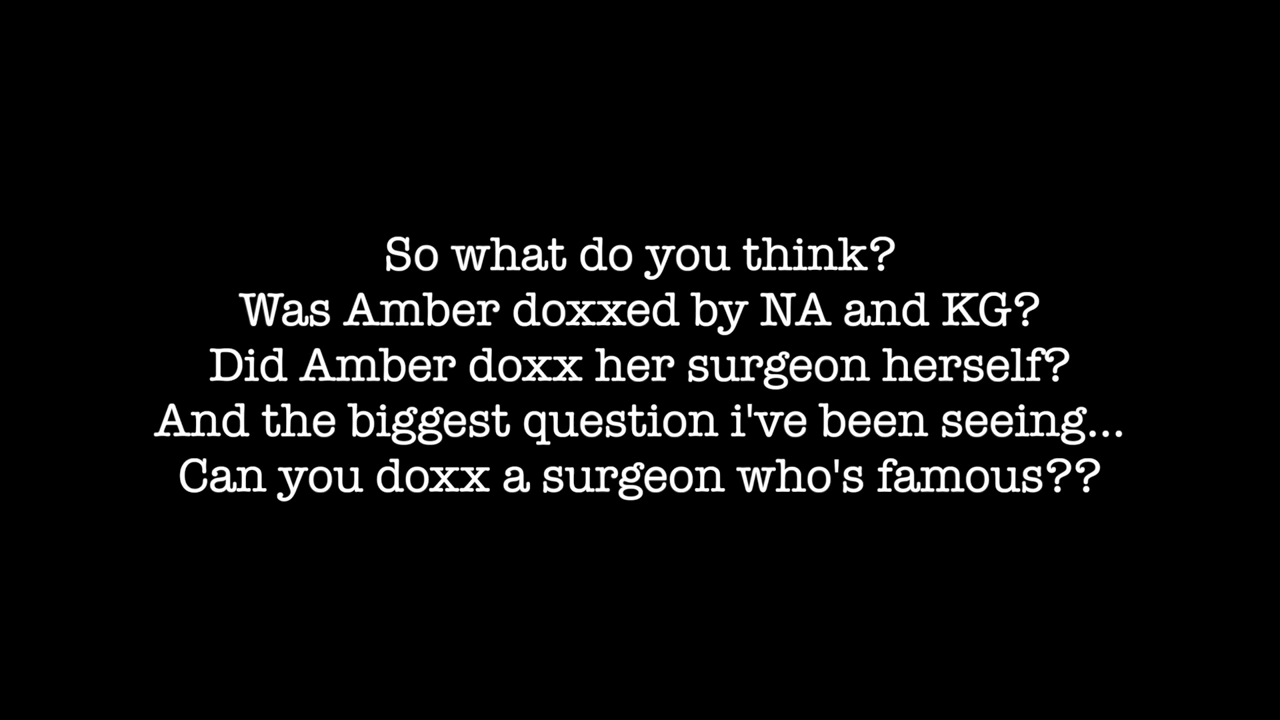 So what do you think?
Was Amber doxxed by NA and KG?
Did Amber doxx her surgeon herself?
And the biggest question i've been seeing...
Can you doxx a surgeon who's famous??